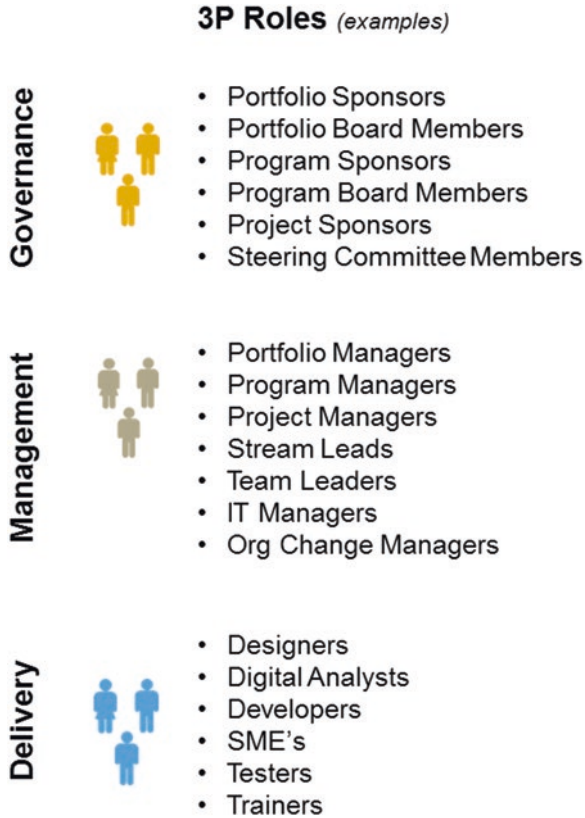 3P Roles (examples)
Governance
• Portfolio Sponsors
• Portfolio Board Members
• Program Sponsors
• Program Board Members
• Project Sponsors
• Steering Committee Members
Management
• Portfolio Managers
• Program Managers
• Project Managers
• Stream Leads
• Team Leaders
• IT Managers
• Org Change Managers
Delivery
• Designers
• Digital Analysts
• Developers
• SME's
• Testers
• Trainers